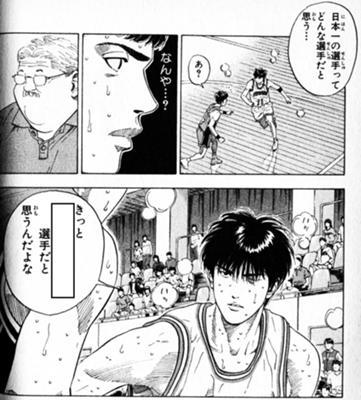 日本一の選手って
どんな選手だと
思う…
あ?
なんや…?
きっと
選手だと
思うんだよな